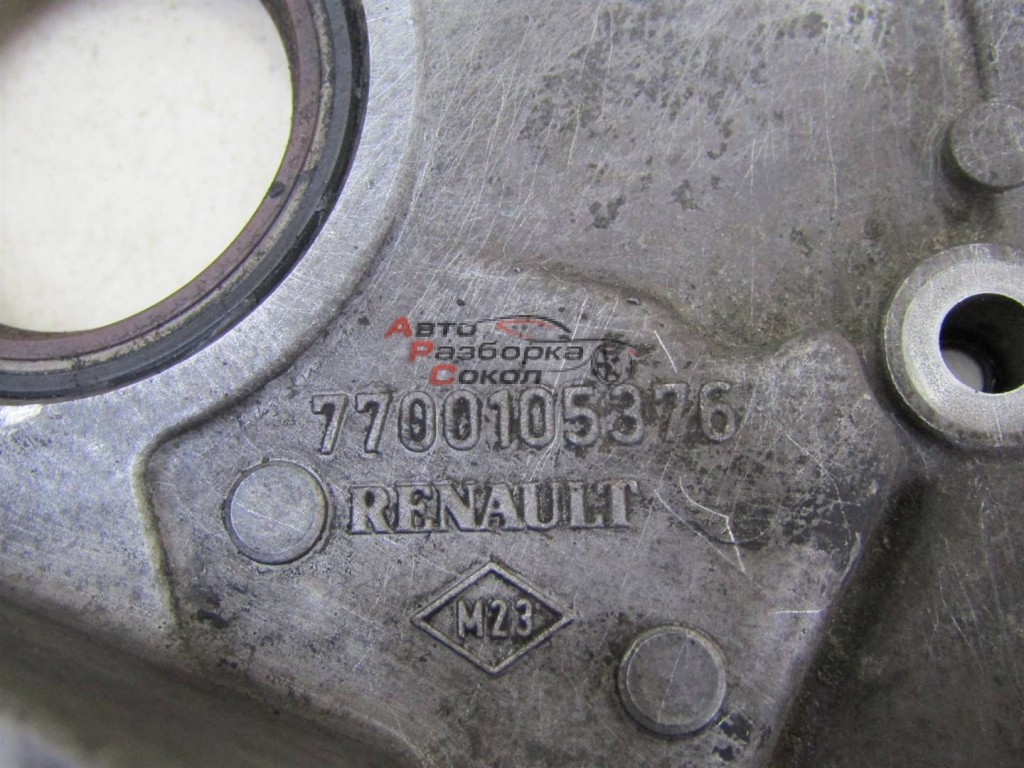 Авто
Разборка
Сокол
7700105376
RENAULT
M23